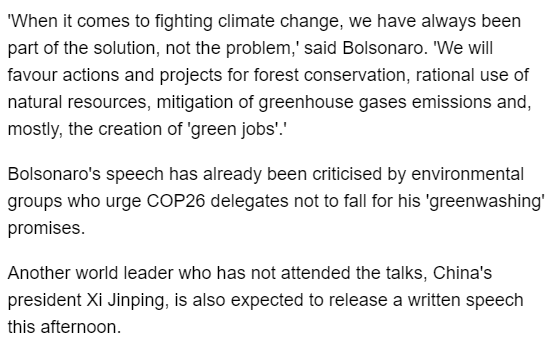 'When it comes to fighting climate change, we have always been
part of the solution, not the problem,' said Bolsonaro. 'We will
favour actions and projects for forest conservation, rational use of
natural resources, mitigation of greenhouse gases emissions and,
mostly, the creation of 'green jobs'.'
Bolsonaro's speech has already been criticised by environmental
groups who urge COP26 delegates not to fall for his 'greenwashing'
promises.
Another world leader who has not attended the talks, China's
president Xi Jinping, is also expected to release a written speech
this afternoon.